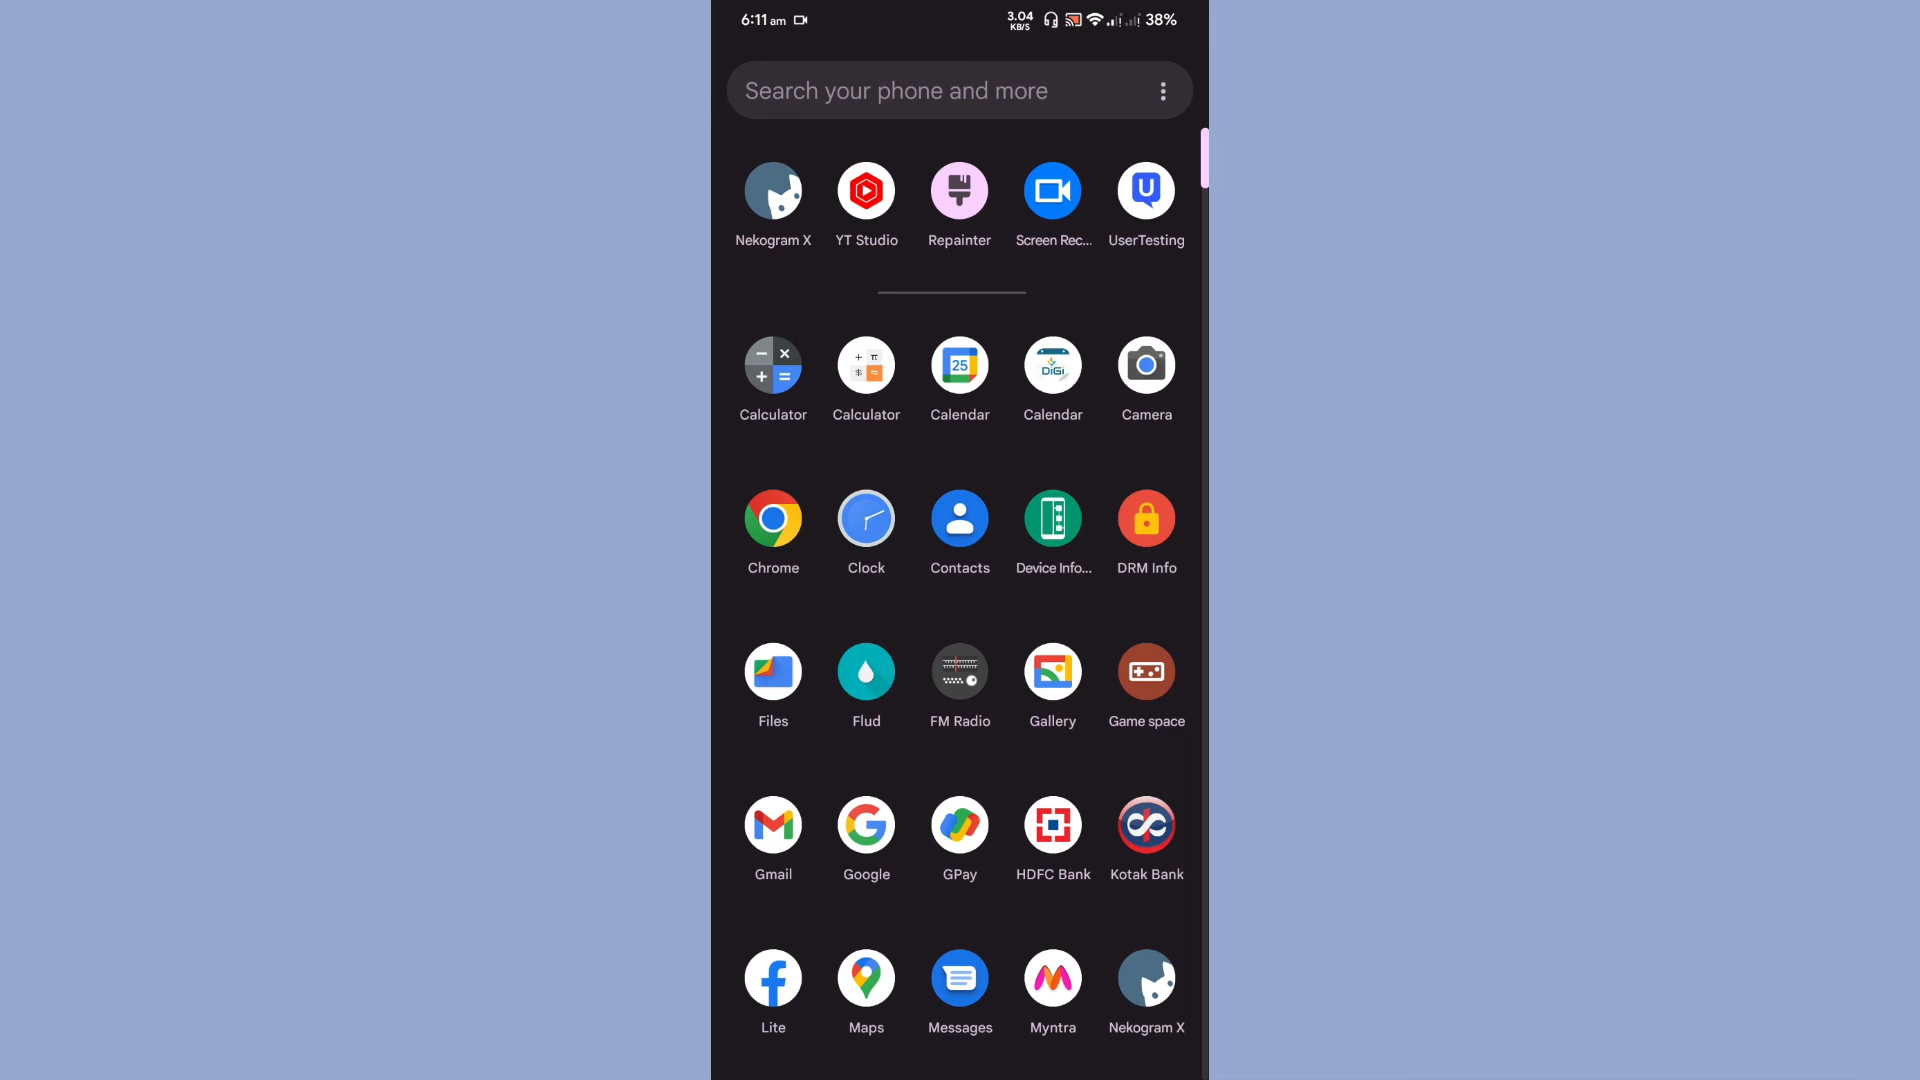 6:11 am 3.04 KB/S 38%
Search your phone and more
Nekogram X YT Studio Repainter Screen Rec... UserTesting
25 DiGi
Calculator Calculator Calendar Calendar Camera
Chrome Clock Contacts Device Info... DRM Info
Files Flud FM Radio Gallery Game space
Gmail Google GPay HDFC Bank Kotak Bank
Lite Maps Messages Myntra Nekogram X